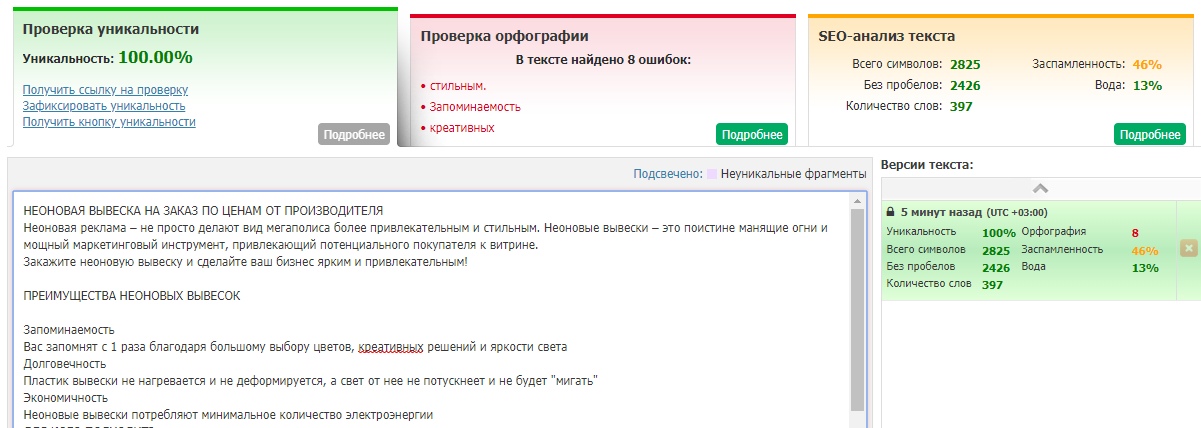 Проверка уникальности
Уникальность: 100.00%
Получить ссылку на проверку
Зафиксировать уникальность
Получить кнопку уникальности
Подробнее
Проверка орфографии
В тексте найдено 8 ошибок:
• стильным.
• Запоминаемость
• креативных
Подробнее
SEO-анализ текста
Всего символов: 2825 Заспамленность: 46%
Без пробелов: 2426 Вода: 13%
Количество слов: 397
Подробнее
Подсвечено: Неуникальные фрагменты
НЕОНОВАЯ ВЫВЕСКА НА ЗАКАЗ ПО ЦЕНАМ ОТ ПРОИЗВОДИТЕЛЯ
Неоновая реклама – не просто делают вид мегаполиса более привлекательным и стильным. Неоновые вывески – это поистине манящие огни и
мощный маркетинговый инструмент, привлекающий потенциального покупателя к витрине.
Закажите неоновую вывеску и сделайте ваш бизнес ярким и привлекательным!
ПРЕИМУЩЕСТВА НЕОНОВЫХ ВЫВЕСОК
Запоминаемость
Вас запомнят с 1 раза благодаря большому выбору цветов, креативных решений и яркости света
Долговечность
Пластик вывески не нагревается и не деформируется, а свет от нее не потускнеет и не будет "мигать"
Экономичность
Неоновые вывески потребляют минимальное количество электроэнергии
Версии текста:
5 минут назад (UTC +03:00)
Уникальность 100% Орфография 8
Всего символов 2825 Заспамленность 46%
Без пробелов 2426 Вода 13%
Количество слов 397